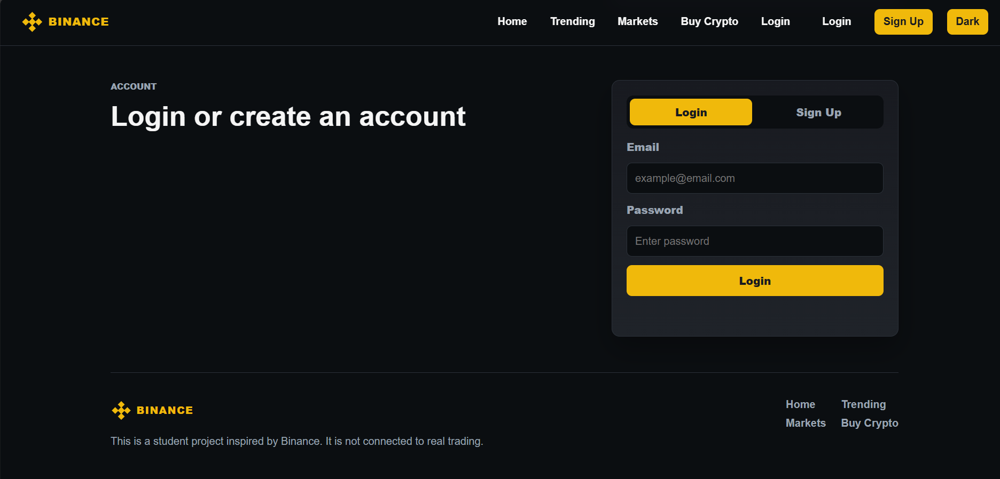 BINANCE
Home Trending Markets Buy Crypto Login Login Sign Up Dark
ACCOUNT
Login or create an account
Login Sign Up
Email
example@email.com
Password
Enter password
Login
BINANCE
This is a student project inspired by Binance. It is not connected to real trading.
Home Trending
Markets Buy Crypto